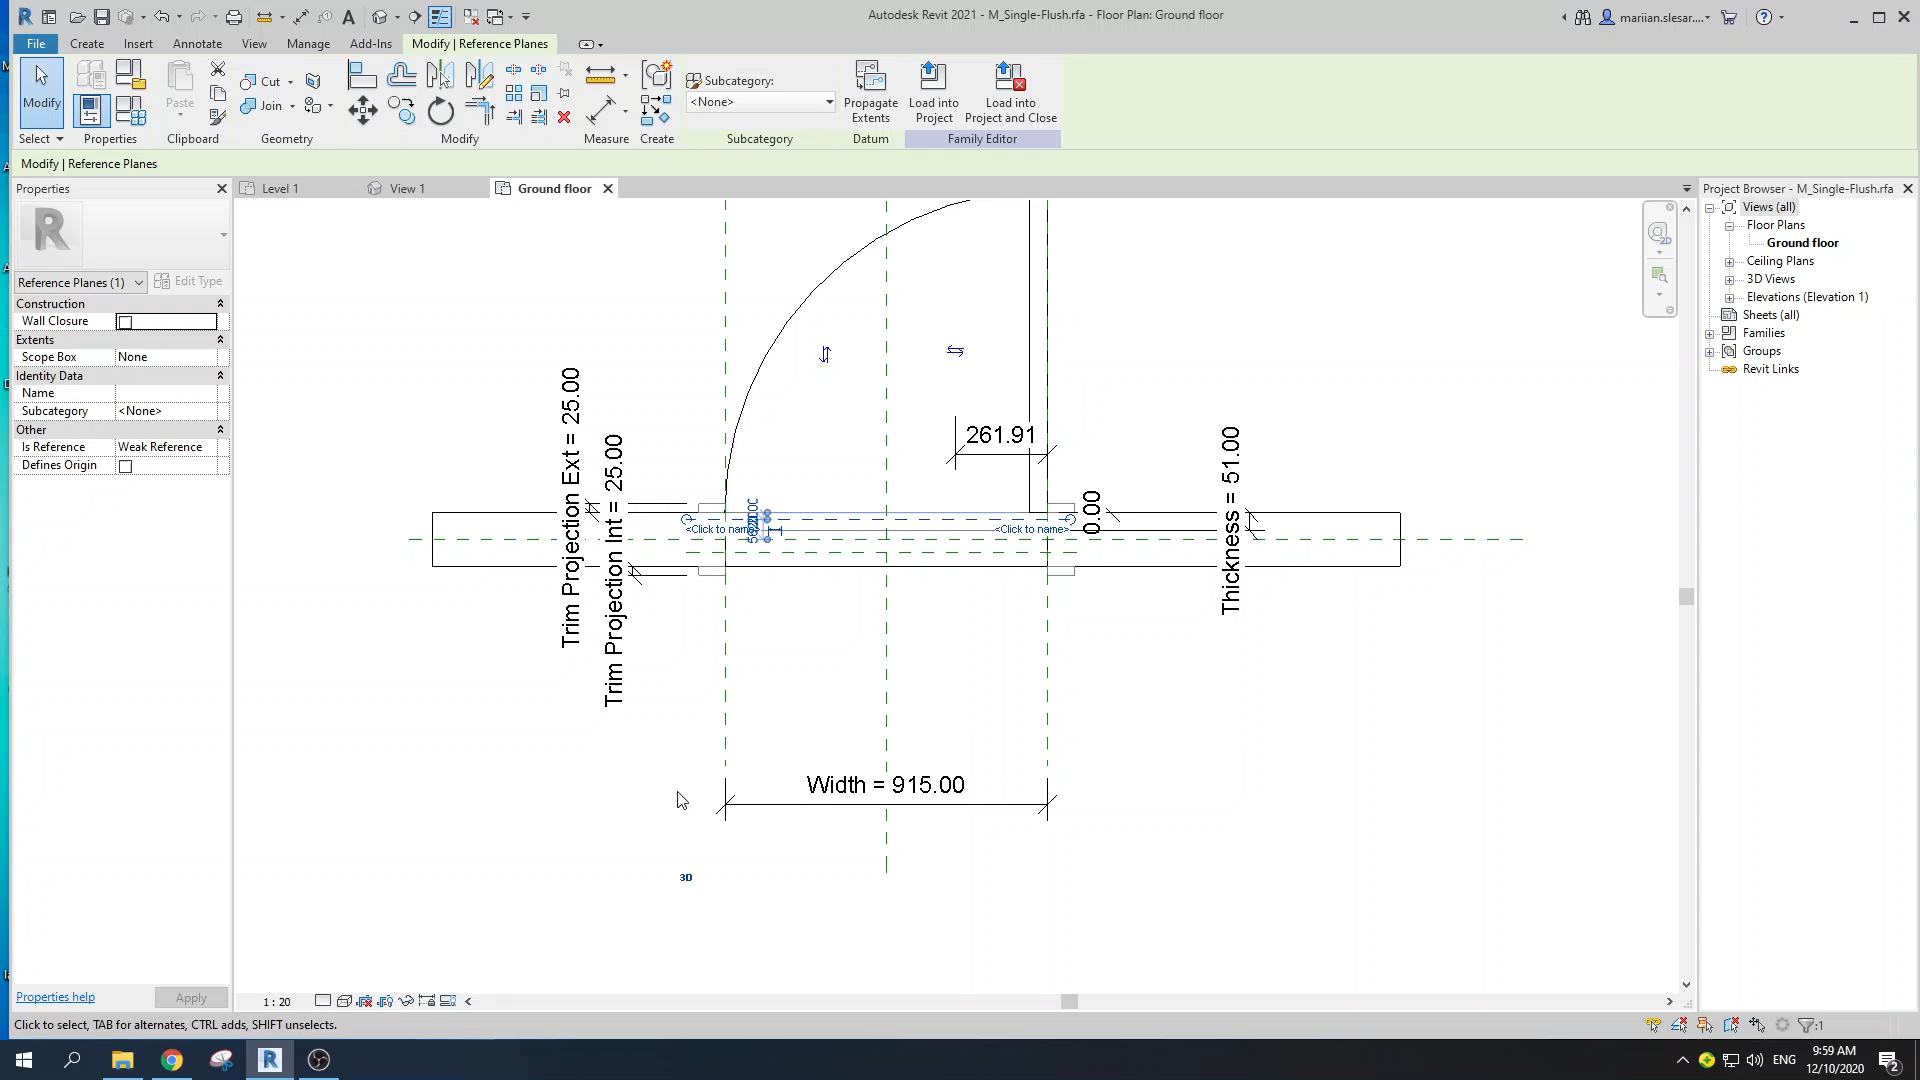 Autodesk Revit 2021 - M_Single-Flush.rfa - Floor Plan: Ground floor
mariian.slesar....
File
Create
Insert
Annotate
View
Manage
Add-Ins
Modify | Reference Planes
Modify
Paste
Cut
Join
Subcategory:
<None>
Propagate
Extents
Load into
Project
Load into
Project and Close
Select
Properties
Clipboard
Geometry
Modify
Measure
Create
Subcategory
Datum
Family Editor
Modify | Reference Planes
Properties
Level 1
View 1
Ground floor
Project Browser - M_Single-Flush.rfa
Reference Planes (1)
Edit Type
Construction
Wall Closure
Extents
Scope Box
None
Identity Data
Name
Subcategory
<None>
Other
Is Reference
Weak Reference
Defines Origin
Properties help
Apply
Views (all)
Floor Plans
Ground floor
Ceiling Plans
3D Views
Elevations (Elevation 1)
Sheets (all)
Families
Groups
Revit Links
2D
Trim Projection Ext = 25.00
Trim Projection Int = 25.00
261.91
0.00
Thickness = 51.00
<Click to name>
<Click to name>
Width = 915.00
3D
1 : 20
Click to select, TAB for alternates, CTRL adds, SHIFT unselects.
:1
ENG
9:59 AM
12/10/2020
2